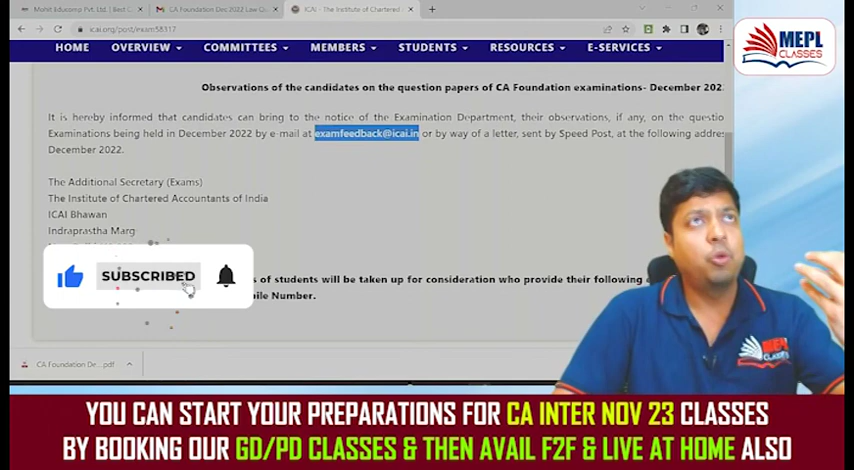 Mohit Educomp Pvt. Ltd. | Best C
CA Foundation Dec 2022 Law Qu
ICAI - The Institute of Chartered A
icai.org/post/exam58317
HOME OVERVIEW COMMITTEES MEMBERS STUDENTS RESOURCES E-SERVICES
MEPL
CLASSES
Observations of the candidates on the question papers of CA Foundation examinations- December 202
It is hereby informed that candidates can bring to the notice of the Examination Department, their observations, if any, on the questio
Examinations being held in December 2022 by e-mail at examfeedback@icai.in or by way of a letter, sent by Speed Post, at the following addre
December 2022.
The Additional Secretary (Exams)
The Institute of Chartered Accountants of India
ICAI Bhawan
Indraprastha Marg
SUBSCRIBED
s of students will be taken up for consideration who provide their following
bile Number.
MEPL
CLASSES
CA Foundation De....pdf
YOU CAN START YOUR PREPARATIONS FOR CA INTER NOV 23 CLASSES
BY BOOKING OUR GD/PD CLASSES & THEN AVAIL F2F & LIVE AT HOME ALSO